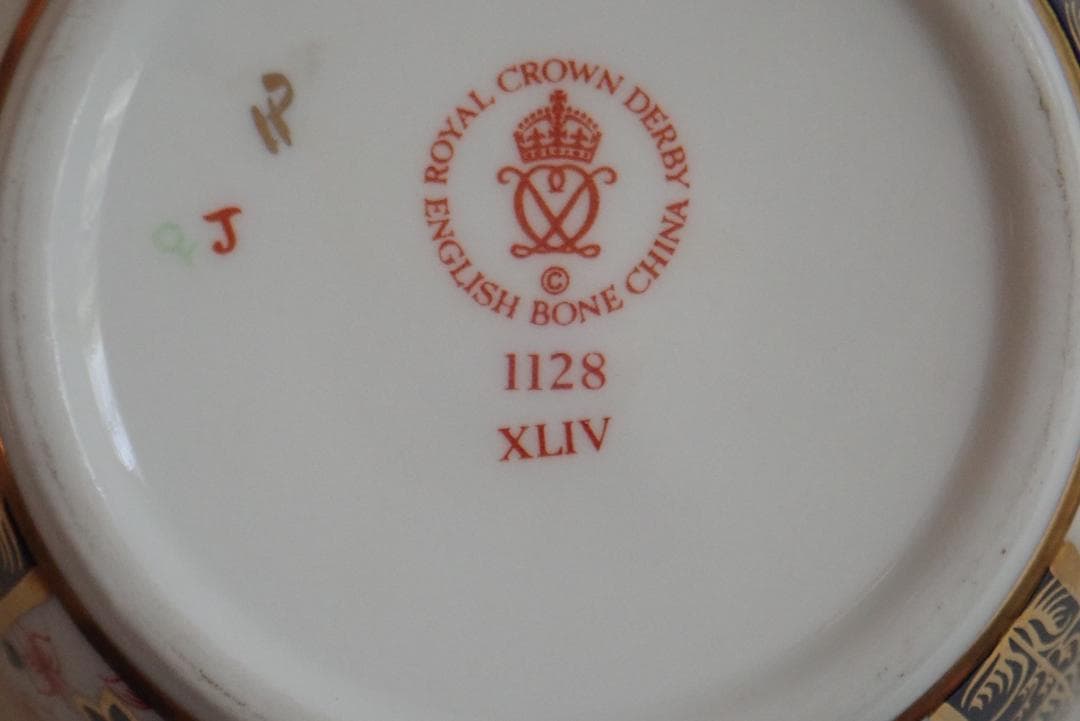 ROYAL CROWN DERBY
ENGLISH BONE CHINA
©
1128
XLIV
J